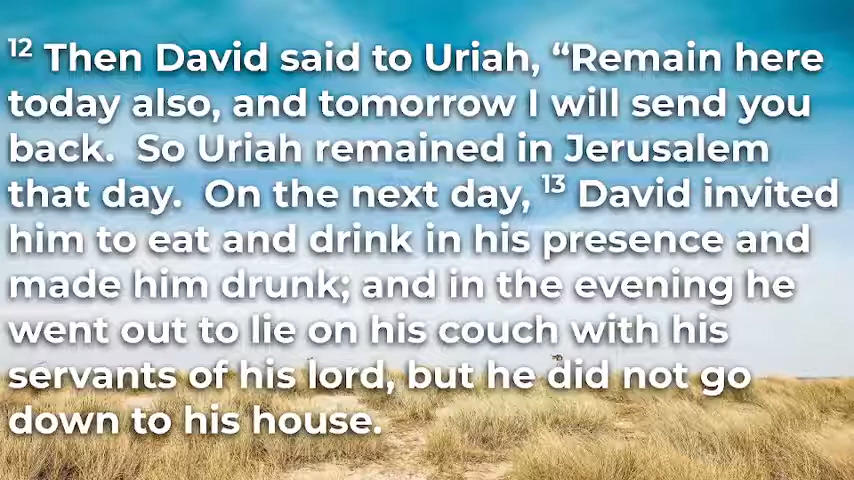 12 Then David said to Uriah, “Remain here
today also, and tomorrow I will send you
back.  So Uriah remained in Jerusalem
that day.  On the next day, 13 David invited
him to eat and drink in his presence and
made him drunk; and in the evening he
went out to lie on his couch with his
servants of his lord, but he did not go
down to his house.